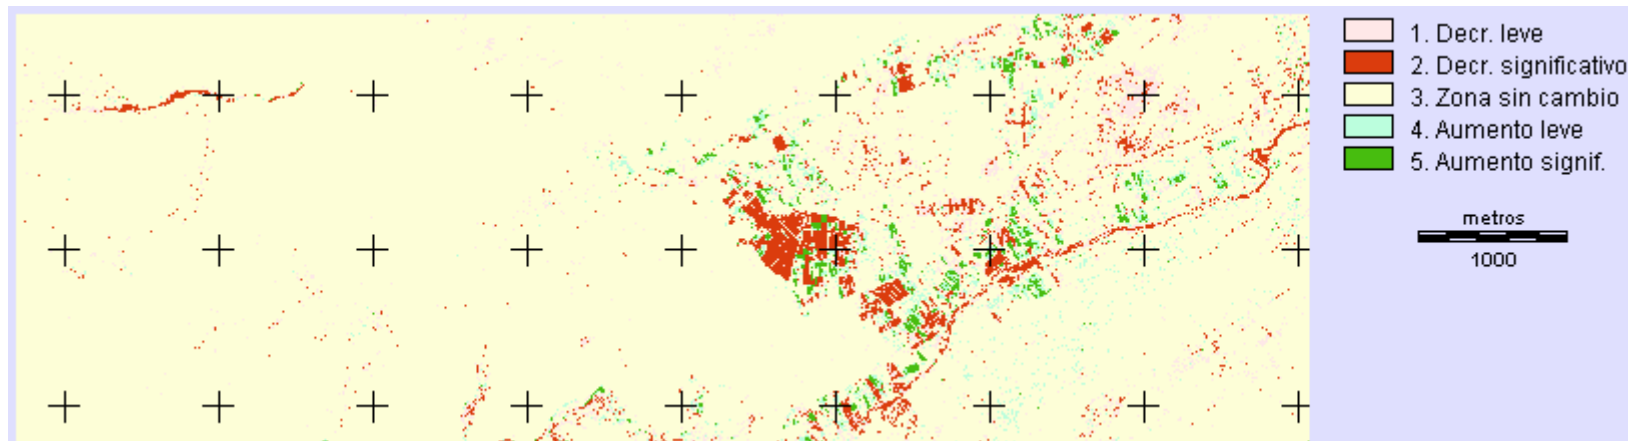 1. Decr. leve
2. Decr. significativo
3. Zona sin cambio
4. Aumento leve
5. Aumento signif.
metros
1000